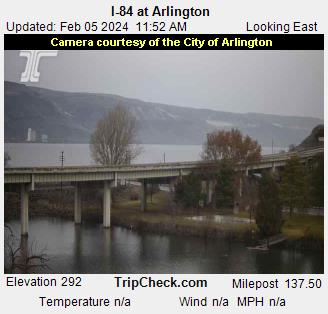 I-84 at Arlington
Updated: Feb 05 2024 11:52 AM Looking East
Camera courtesy of the City of Arlington
Elevation 292 TripCheck.com Milepost 137.50
Temperature n/a Wind n/a MPH n/a